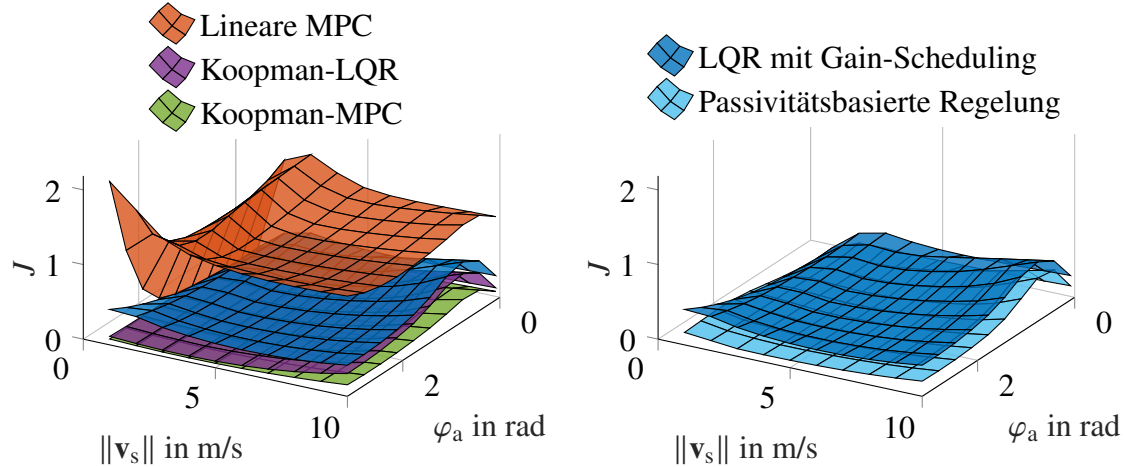 Lineare MPC
Koopman-LQR
Koopman-MPC
2
1
0
J
0
5
10
‖v_s‖ in m/s
0
2
φ_a in rad
LQR mit Gain-Scheduling
Passivitätsbasierte Regelung
2
1
0
J
0
5
10
‖v_s‖ in m/s
0
2
φ_a in rad